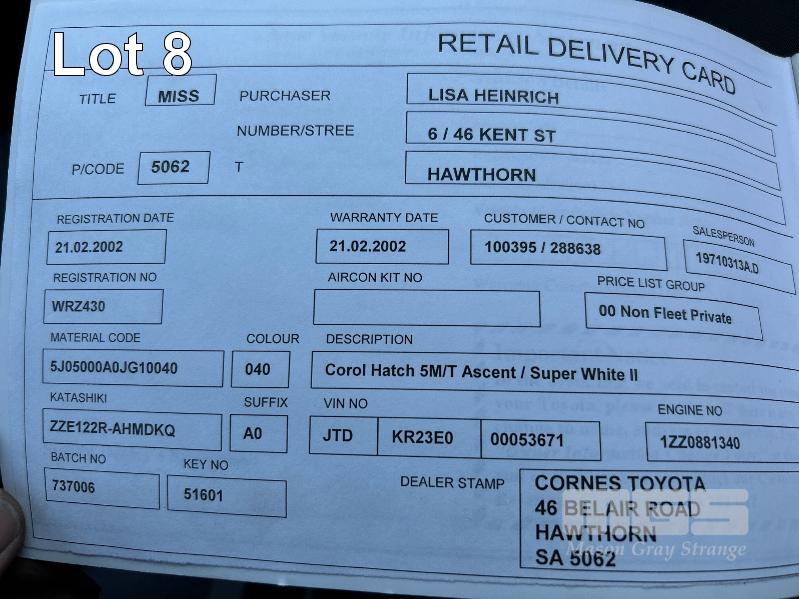 Lot 8
RETAIL DELIVERY CARD
TITLE MISS PURCHASER LISA HEINRICH
NUMBER/STREE 6 / 46 KENT ST
P/CODE 5062 T HAWTHORN
REGISTRATION DATE WARRANTY DATE CUSTOMER / CONTACT NO SALESPERSON
21.02.2002 21.02.2002 100395 / 288638 19710313A.D
REGISTRATION NO AIRCON KIT NO PRICE LIST GROUP
WRZ430 00 Non Fleet Private
MATERIAL CODE COLOUR DESCRIPTION
5J05000A0JG10040 040 Corol Hatch 5M/T Ascent / Super White II
KATASHIKI SUFFIX VIN NO ENGINE NO
ZZE122R-AHMDKQ A0 JTD KR23E0 00053671 1ZZ0881340
BATCH NO KEY NO DEALER STAMP
737006 51601
CORNES TOYOTA
46 BELAIR ROAD
HAWTHORN
SA 5062
MGS
Mason Gray Strange